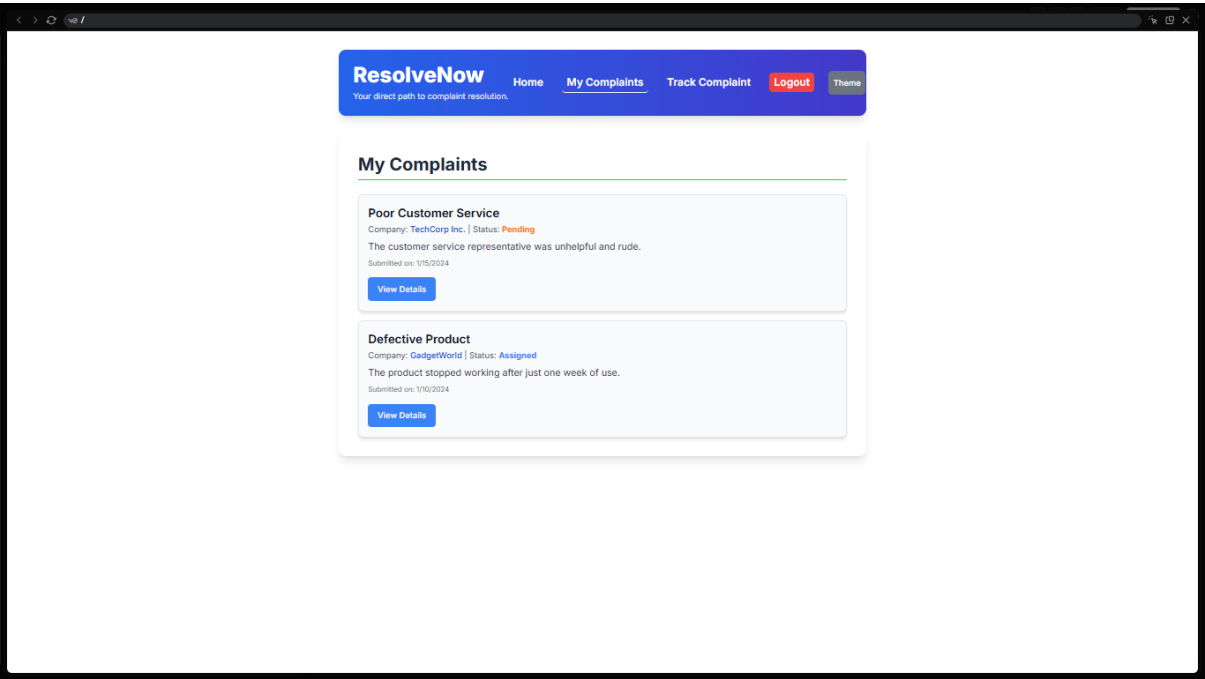 v0 /
ResolveNow
Your direct path to complaint resolution.
Home
My Complaints
Track Complaint
Logout
Theme
My Complaints
Poor Customer Service
Company: TechCorp Inc. | Status: Pending
The customer service representative was unhelpful and rude.
Submitted on: 1/15/2024
View Details
Defective Product
Company: GadgetWorld | Status: Assigned
The product stopped working after just one week of use.
Submitted on: 1/10/2024
View Details